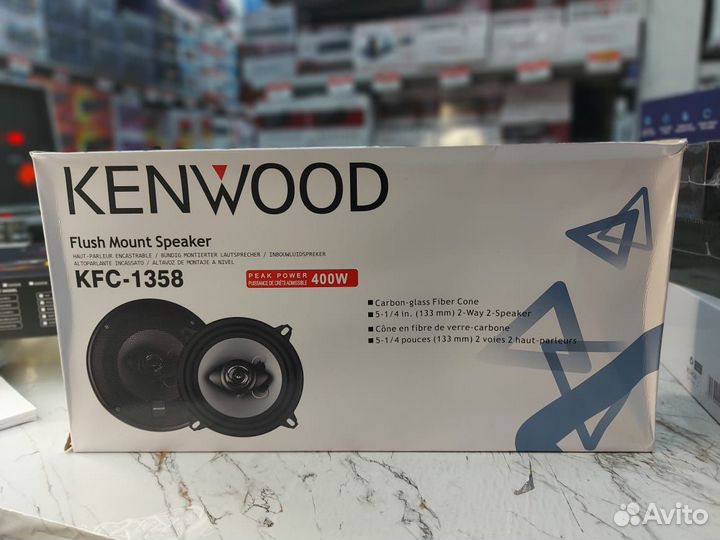 KENWOOD
Flush Mount Speaker
HAUT-PARLEUR ENCASTRABLE / BÜNDIG MONTIERTER LAUTSPRECHER / INBOUWLUIDSPREKER
ALTOPARLANTE INCASSATO / ALTAVOZ DE MONTAJE A NIVEL
KFC-1358
PEAK POWER
PUISSANCE DE CRÊTE ADMISSIBLE
400W
■ Carbon-glass Fiber Cone
■ 5-1/4 in. (133 mm) 2-Way 2-Speaker
■ Cône en fibre de verre-carbone
■ 5-1/4 pouces (133 mm) 2 voies 2 haut-parleurs
Avito